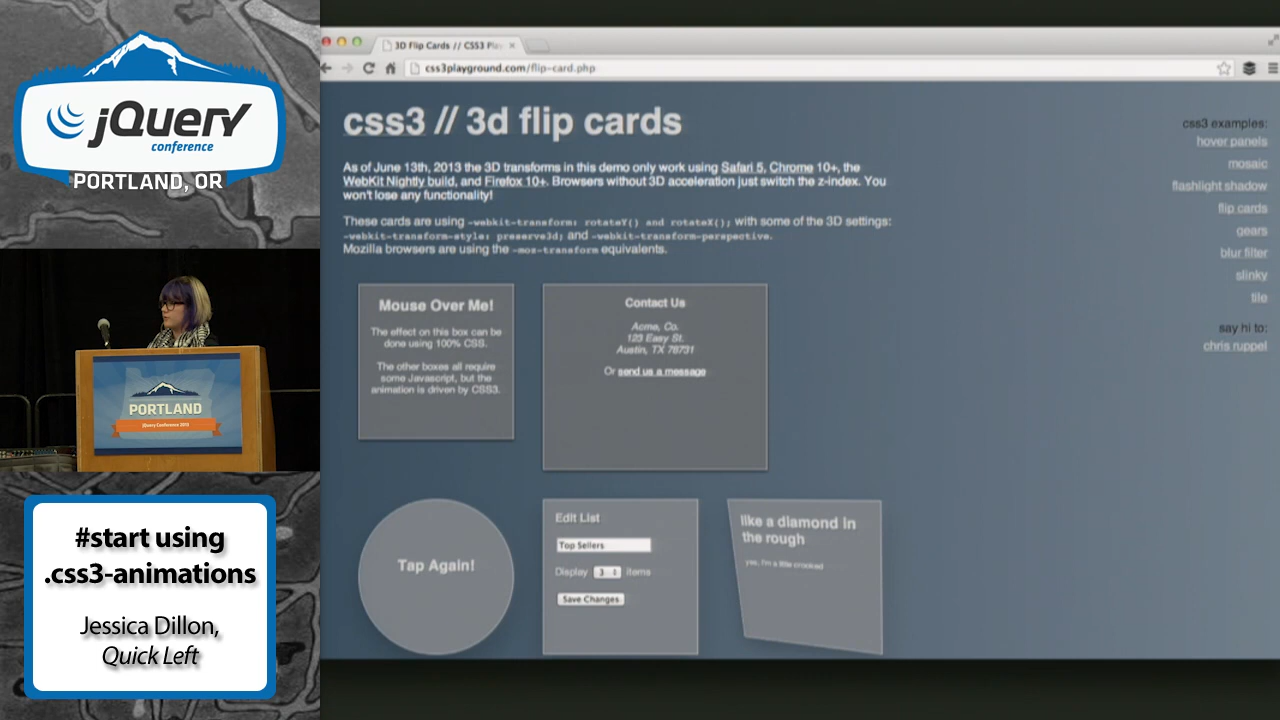 jQuery
conference
PORTLAND, OR
PORTLAND
jQuery Conference 2013
#start using
.css3-animations
Jessica Dillon,
Quick Left
3D Flip Cards // CSS3 Play
css3playground.com/flip-card.php
css3 // 3d flip cards
As of June 13th, 2013 the 3D transforms in this demo only work using Safari 5, Chrome 10+, the
WebKit Nightly build, and Firefox 10+. Browsers without 3D acceleration just switch the z-index. You
won't lose any functionality!
These cards are using -webkit-transform: rotateY() and rotateX(); with some of the 3D settings:
-webkit-transform-style: preserve3d; and -webkit-transform-perspective.
Mozilla browsers are using the -moz-transform equivalents.
Mouse Over Me!
The effect on this box can be
done using 100% CSS.
The other boxes all require
some Javascript, but the
animation is driven by CSS3.
Contact Us
Acme, Co.
123 Easy St.
Austin, TX 78731
Or send us a message
Tap Again!
Edit List
Top Sellers
Display 3 items
Save Changes
like a diamond in
the rough
yes, I'm a little crooked
css3 examples:
hover panels
mosaic
flashlight shadow
flip cards
gears
blur filter
slinky
tile
say hi to:
chris ruppel